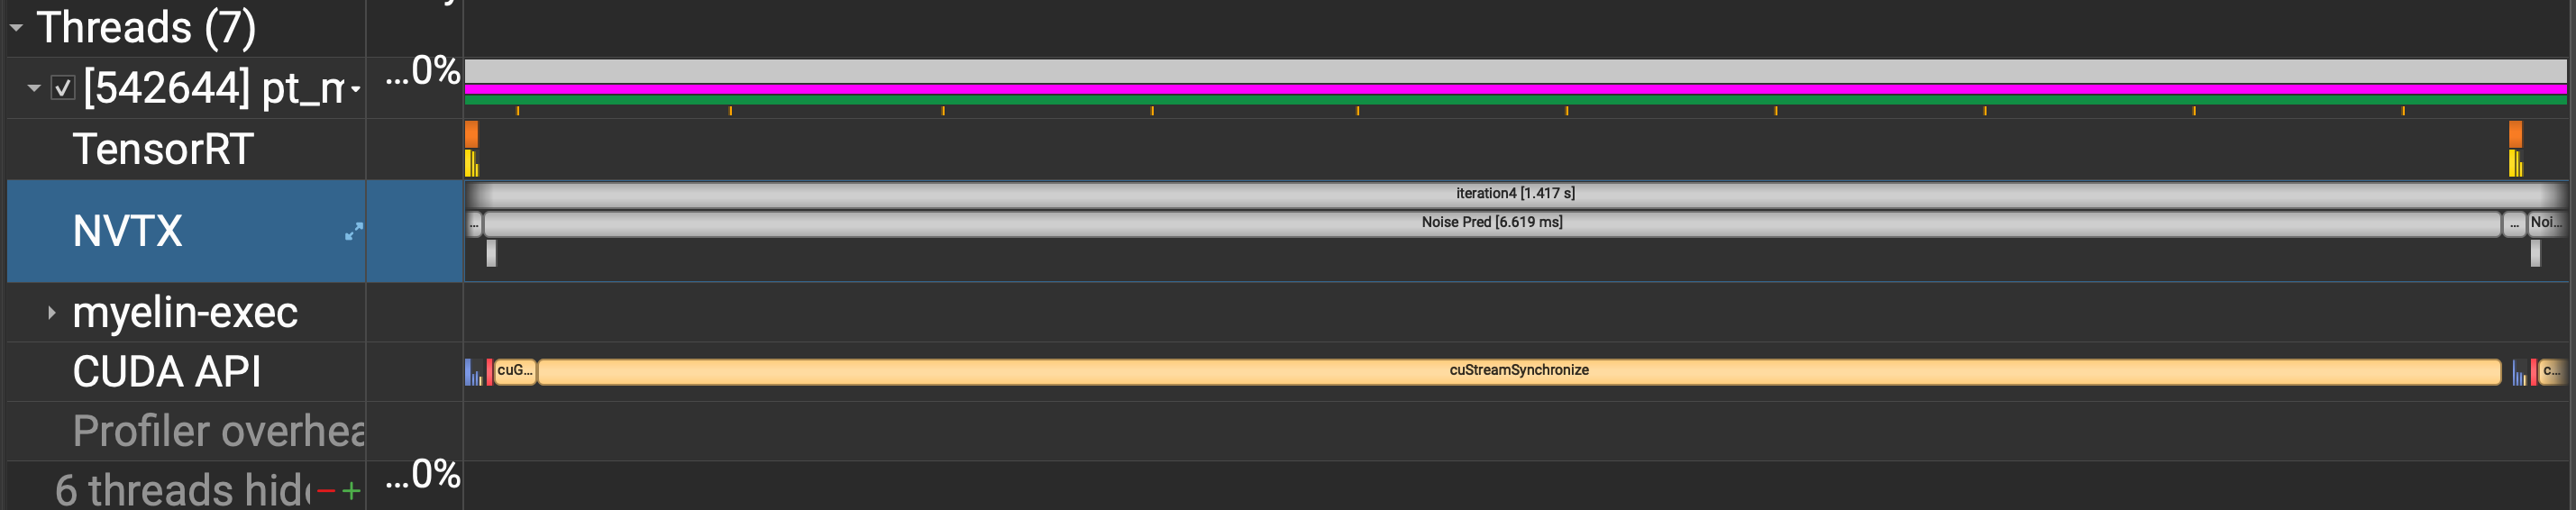 Threads (7)
...0%
[542644] pt_m
TensorRT
iteration4 [1.417 s]
NVTX
... Noise Pred [6.619 ms] ... Noi...
myelin-exec
CUDA API
cuG... cuStreamSynchronize c...
Profiler overhea
6 threads hid
...0%